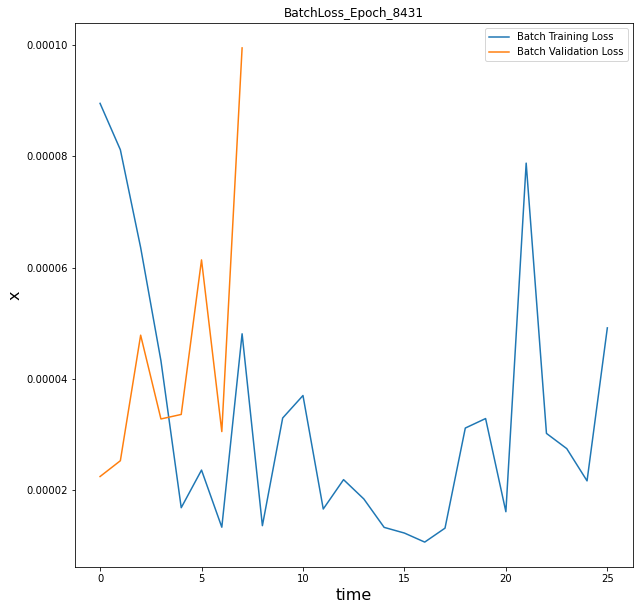 BatchLoss_Epoch_8431
Batch Training Loss
Batch Validation Loss
0.00010
0.00008
0.00006
0.00004
0.00002
x
0 5 10 15 20 25
time